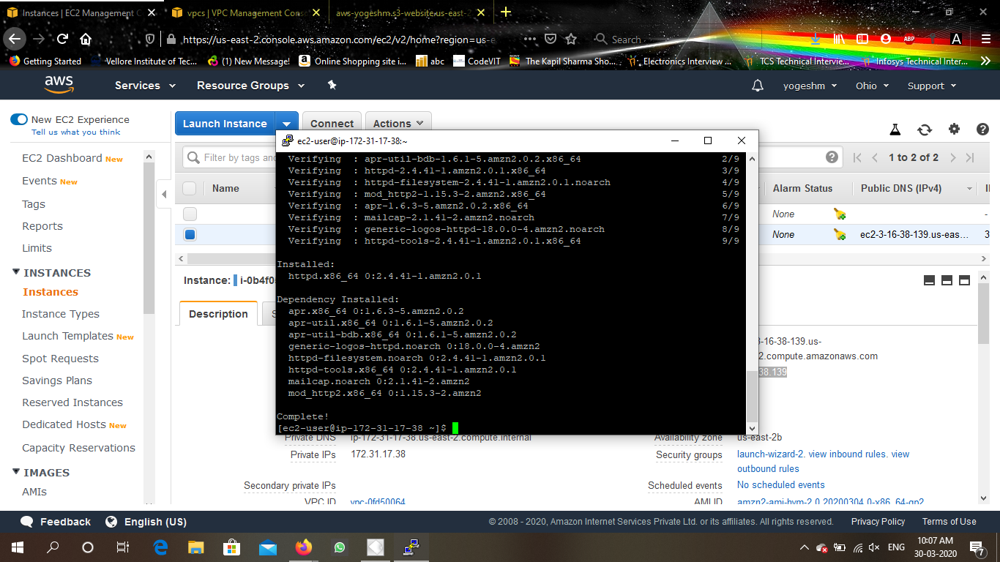 Instances | EC2 Management C
vpcs | VPC Management Cons
aws-yogeshm.s3-website.us-east-2
https://us-east-2.console.aws.amazon.com/ec2/v2/home?region=us-e
Search
ABP
A
Getting Started
Vellore Institute of Tec...
(1) New Message!
Online Shopping site i...
abc
CodeVIT
The Kapil Sharma Sho...
Electronics Interview ...
TCS Technical Intervie...
Infosys Technical Inter...
aws
Services
Resource Groups
yogeshm
Ohio
Support
New EC2 Experience
Tell us what you think
Launch Instance
Connect
Actions
EC2 Dashboard New
Events New
Tags
Reports
Limits
INSTANCES
Instances
Instance Types
Launch Templates New
Spot Requests
Savings Plans
Reserved Instances
Dedicated Hosts New
Capacity Reservations
IMAGES
AMIs
Filter by tags and
1 to 2 of 2
Name
Alarm Status
Public DNS (IPv4)
None
-
None
ec2-3-16-38-139.us-eas...
3
Instance:
i-0b4f0
Description
ec2-user@ip-172-31-17-38:~
Verifying : apr-util-bdb-1.6.1-5.amzn2.0.2.x86_64 2/9
Verifying : httpd-2.4.41-1.amzn2.0.1.x86_64 3/9
Verifying : httpd-filesystem-2.4.41-1.amzn2.0.1.noarch 4/9
Verifying : mod_http2-1.15.3-2.amzn2.x86_64 5/9
Verifying : apr-1.6.3-5.amzn2.0.2.x86_64 6/9
Verifying : mailcap-2.1.41-2.amzn2.noarch 7/9
Verifying : generic-logos-httpd-18.0.0-4.amzn2.noarch 8/9
Verifying : httpd-tools-2.4.41-1.amzn2.0.1.x86_64 9/9
Installed:
httpd.x86_64 0:2.4.41-1.amzn2.0.1
Dependency Installed:
apr.x86_64 0:1.6.3-5.amzn2.0.2
apr-util.x86_64 0:1.6.1-5.amzn2.0.2
apr-util-bdb.x86_64 0:1.6.1-5.amzn2.0.2
generic-logos-httpd.noarch 0:18.0.0-4.amzn2
httpd-filesystem.noarch 0:2.4.41-1.amzn2.0.1
httpd-tools.x86_64 0:2.4.41-1.amzn2.0.1
mailcap.noarch 0:2.1.41-2.amzn2
mod_http2.x86_64 0:1.15.3-2.amzn2
Complete!
[ec2-user@ip-172-31-17-38 ~]$
3-16-38-139.us-
2.compute.amazonaws.com
38.139
Private DNS
ip-172-31-17-38.us-east-2.compute.internal
Availability zone
us-east-2b
Private IPs
172.31.17.38
Security groups
launch-wizard-2. view inbound rules. view
outbound rules
Secondary private IPs
Scheduled events
No scheduled events
VPC ID
vpc-0fd50064
AMI ID
amzn2-ami-hvm-2.0.20200304.0-x86_64-gp2
Feedback
English (US)
© 2008 - 2020, Amazon Internet Services Private Ltd. or its affiliates. All rights reserved.
Privacy Policy
Terms of Use
ENG
10:07 AM
30-03-2020
7